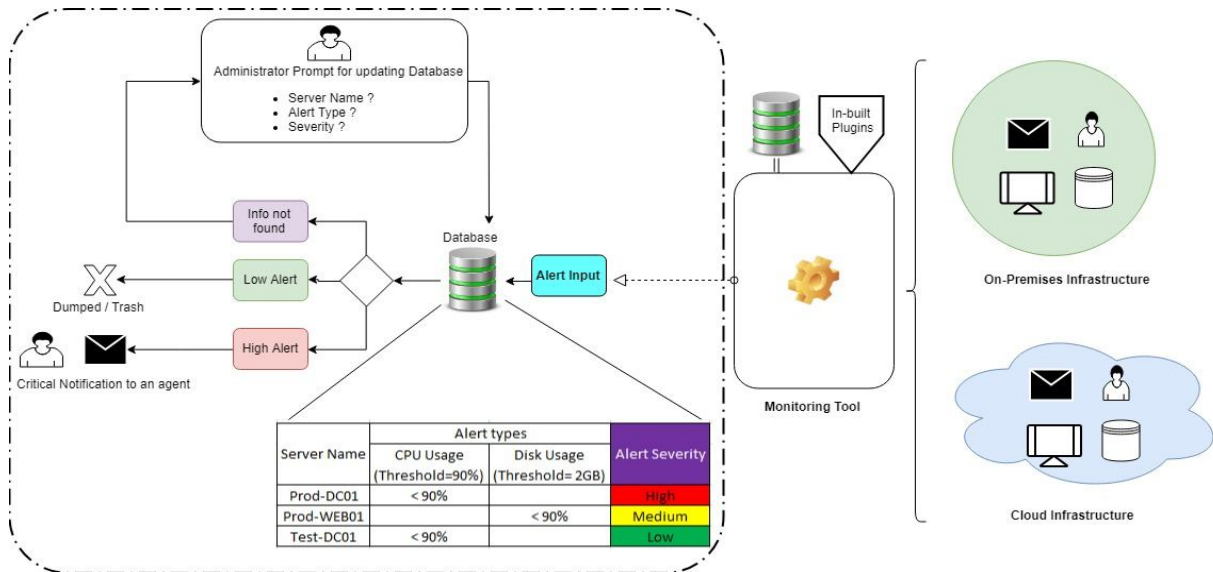 Administrator Prompt for updating Database
• Server Name ?
• Alert Type ?
• Severity ?
In-built
Plugins
Info not
found
Database
Low Alert
Alert Input
On-Premises Infrastructure
X
Dumped / Trash
High Alert
Critical Notification to an agent
Monitoring Tool
Server Name
Alert types
Alert Severity
CPU Usage
(Threshold=90%)
Disk Usage
(Threshold= 2GB)
Prod-DC01 < 90% High
Prod-WEB01 < 90% Medium
Test-DC01 < 90% Low
Cloud Infrastructure